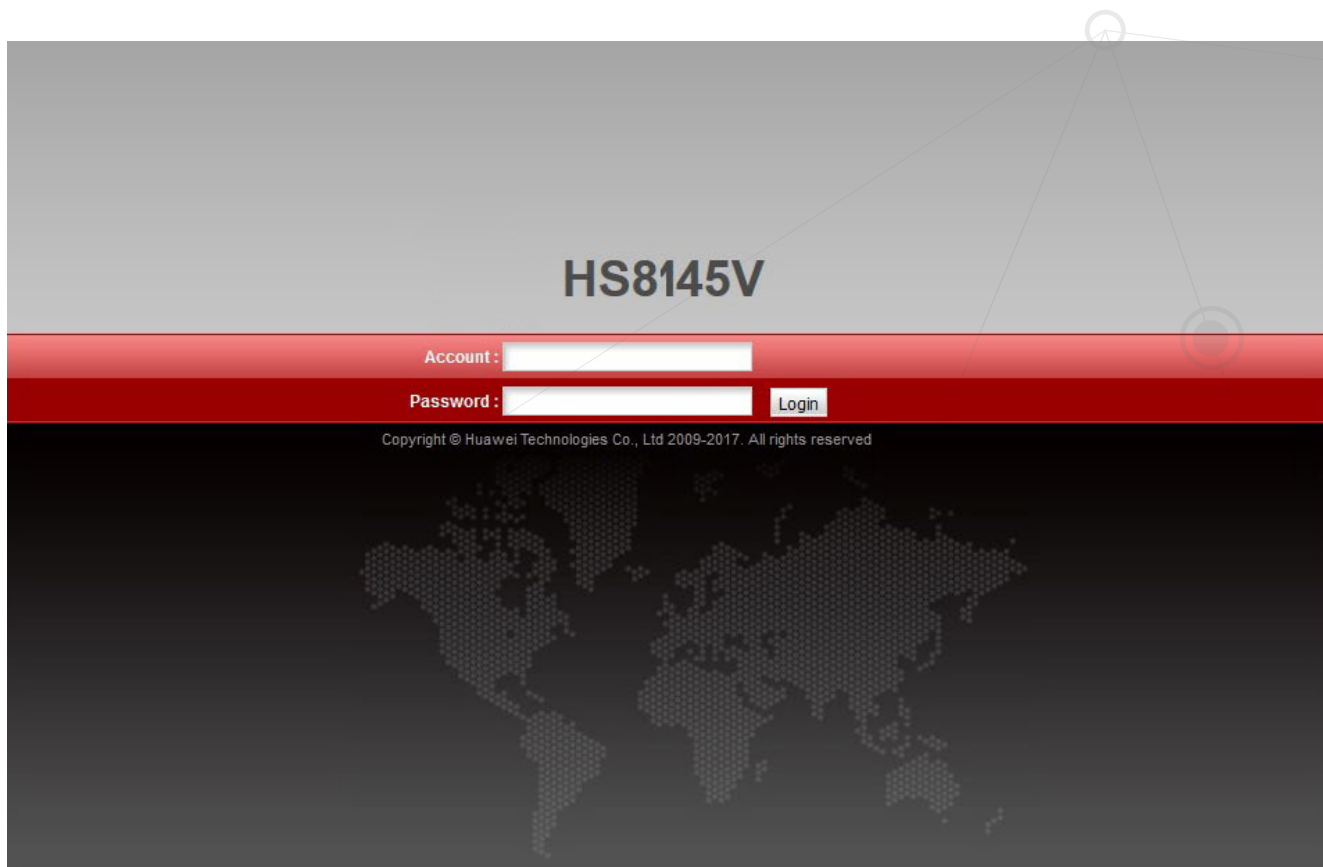 HS8145V
Account :
Password :
Login
Copyright © Huawei Technologies Co., Ltd 2009-2017. All rights reserved